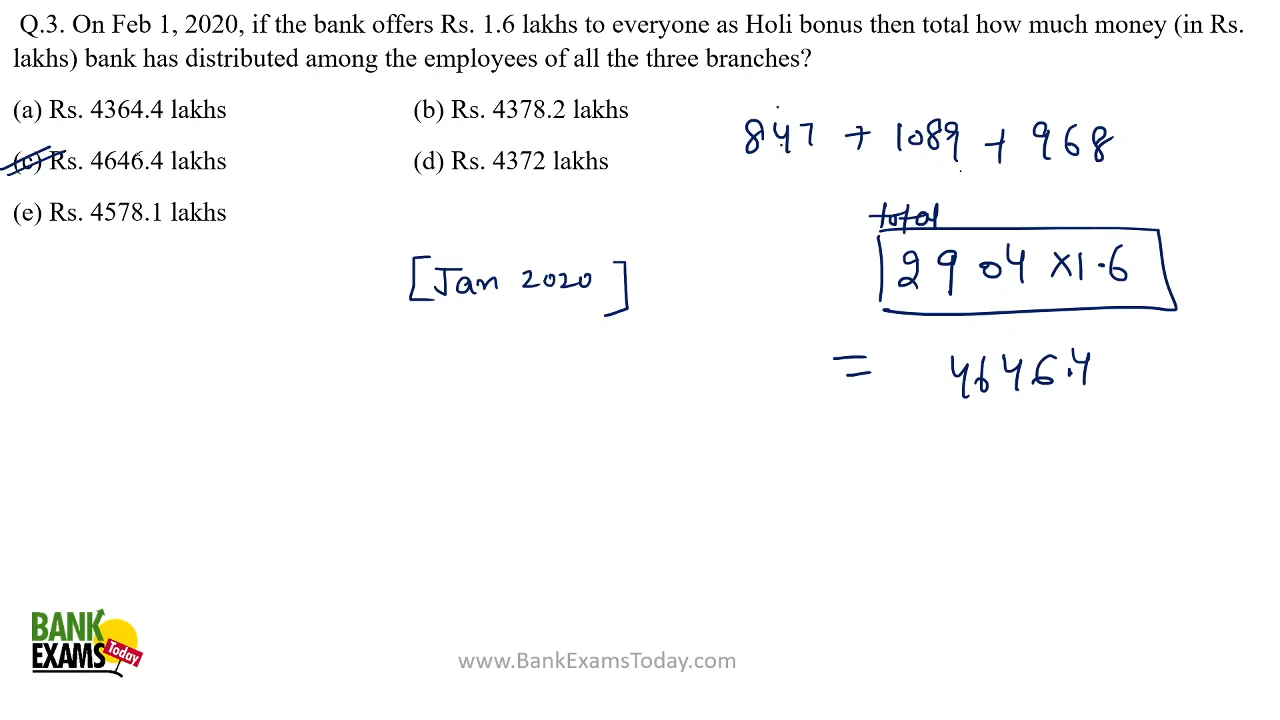 Q.3. On Feb 1, 2020, if the bank offers Rs. 1.6 lakhs to everyone as Holi bonus then total how much money (in Rs.
lakhs) bank has distributed among the employees of all the three branches?
(a) Rs. 4364.4 lakhs
(b) Rs. 4378.2 lakhs
(c) Rs. 4646.4 lakhs
(d) Rs. 4372 lakhs
(e) Rs. 4578.1 lakhs
847 + 1089 + 968
total
2904 × 1.6
[Jan 2020]
= 4646.4
BANK
EXAMS Today
www.BankExamsToday.com